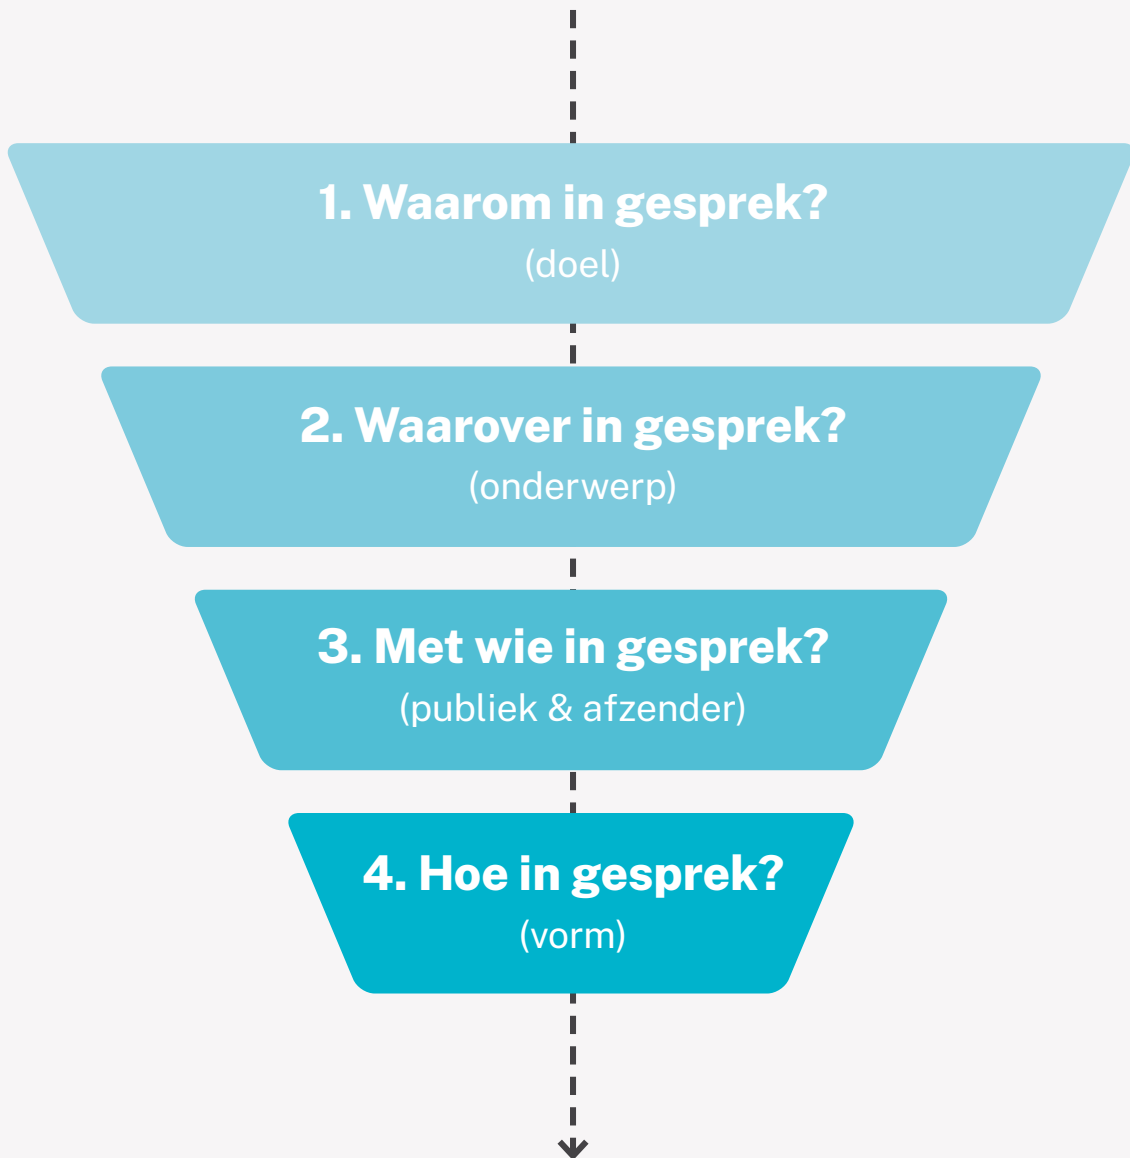 1. Waarom in gesprek?
(doel)
2. Waarover in gesprek?
(onderwerp)
3. Met wie in gesprek?
(publiek & afzender)
4. Hoe in gesprek?
(vorm)